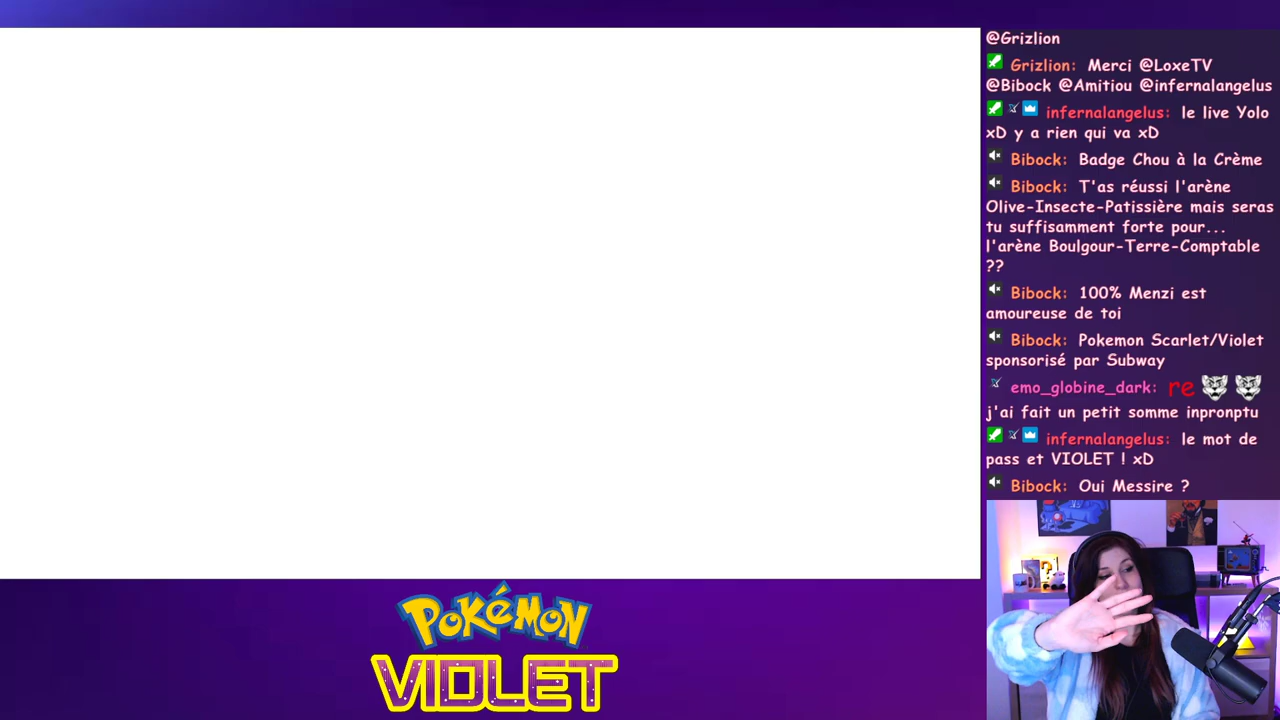 @Grizlion
Grizlion: Merci @LoxeTV
@Bibock @Amitiou @infernalangelus
infernalangelus: le live Yolo
xD y a rien qui va xD
Bibock: Badge Chou à la Crème
Bibock: T'as réussi l'arène
Olive-Insecte-Patissière mais seras
tu suffisamment forte pour...
l'arène Boulgour-Terre-Comptable
??
Bibock: 100% Menzi est
amoureuse de toi
Bibock: Pokemon Scarlet/Violet
sponsorisé par Subway
emo_globine_dark: re
j'ai fait un petit somme inpronptu
infernalangelus: le mot de
pass et VIOLET ! xD
Bibock: Oui Messire ?
POKéMON
VIOLET